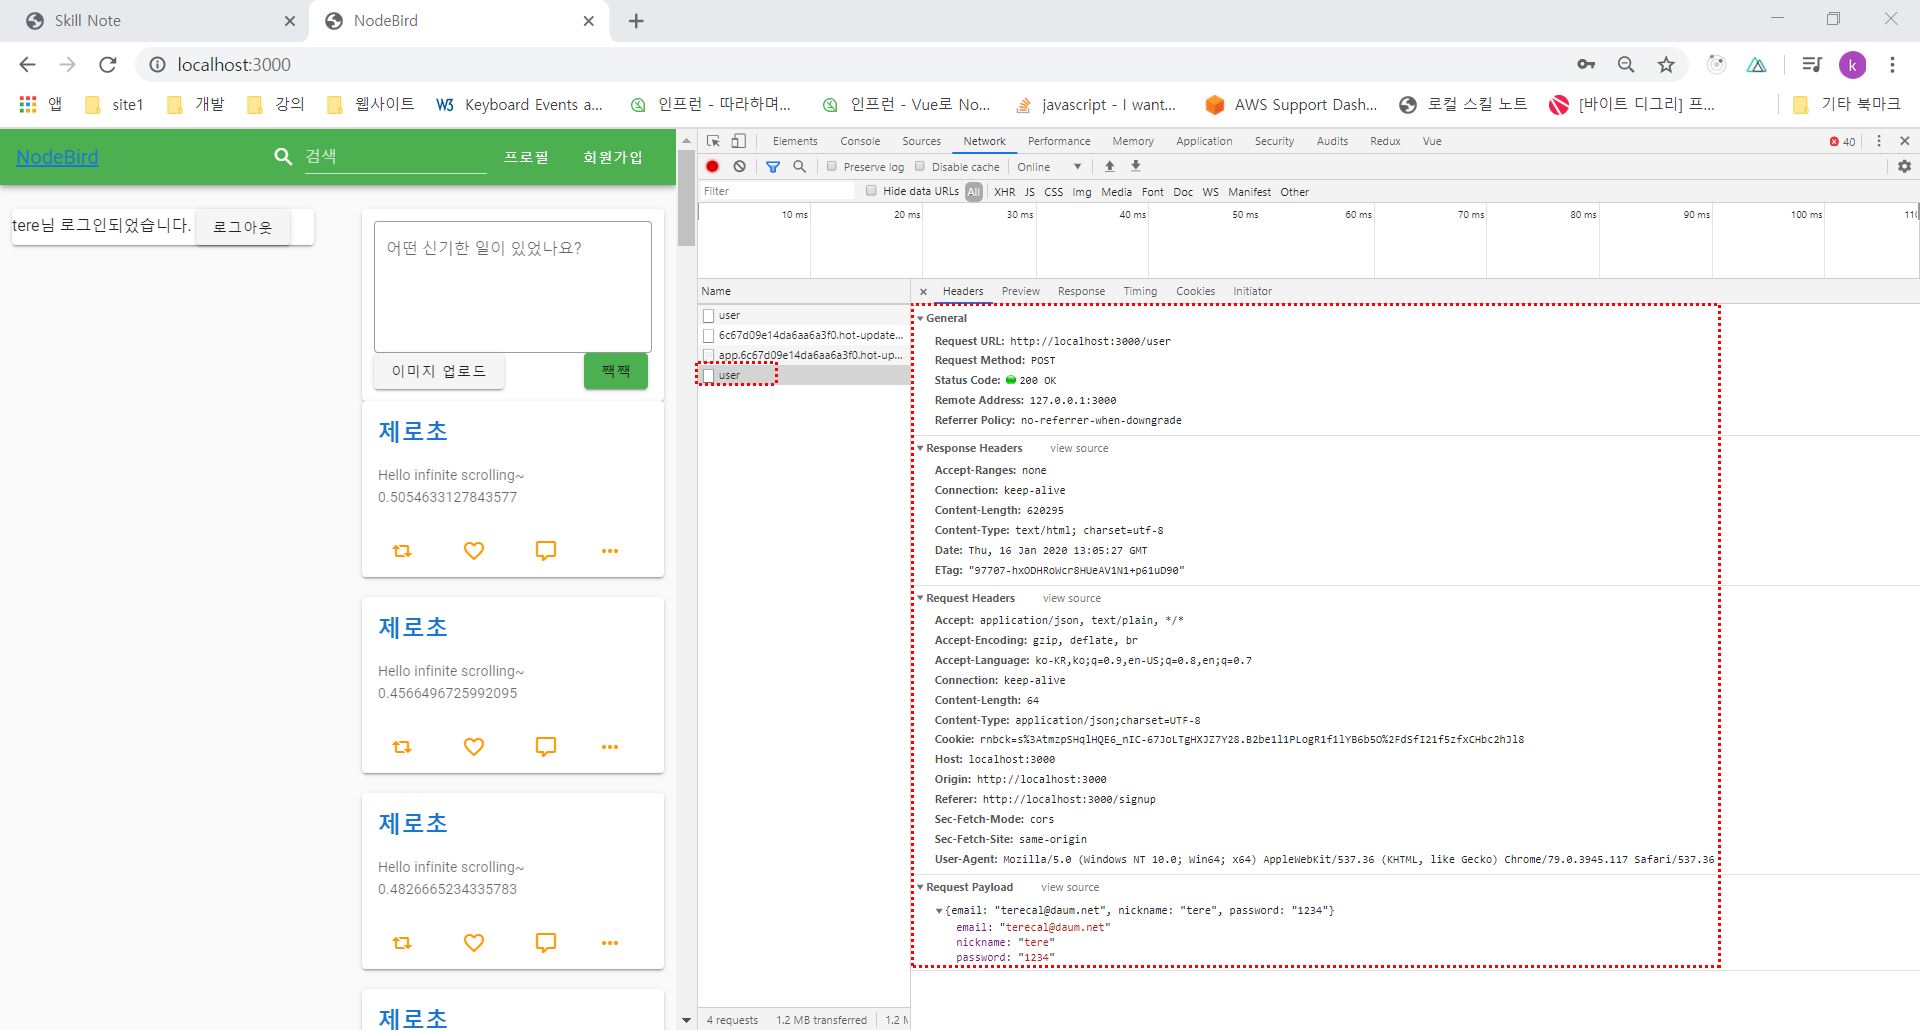 Skill Note
NodeBird
localhost:3000
k
앱 site1 개발 강의 웹사이트 W3 Keyboard Events a... 인프런 - 따라하며... 인프런 - Vue로 No... javascript - I want... AWS Support Dash... 로컬 스킬 노트 [바이트 디그리] 프... 기타 북마크
NodeBird 검색 프로필 회원가입
tere님 로그인되었습니다. 로그아웃
어떤 신기한 일이 있었나요?
이미지 업로드 짹짹
제로초
Hello infinite scrolling~
0.5054633127843577
제로초
Hello infinite scrolling~
0.4566496725992095
제로초
Hello infinite scrolling~
0.4826665234335783
제로초
Elements Console Sources Network Performance Memory Application Security Audits Redux Vue 40
Preserve log Disable cache Online
Filter Hide data URLs All XHR JS CSS Img Media Font Doc WS Manifest Other
10 ms 20 ms 30 ms 40 ms 50 ms 60 ms 70 ms 80 ms 90 ms 100 ms 11
Name
user
6c67d09e14da6aa6a3f0.hot-update...
app.6c67d09e14da6aa6a3f0.hot-up...
user
4 requests 1.2 MB transferred 1.2 M
Headers Preview Response Timing Cookies Initiator
General
Request URL: http://localhost:3000/user
Request Method: POST
Status Code: 200 OK
Remote Address: 127.0.0.1:3000
Referrer Policy: no-referrer-when-downgrade
Response Headers view source
Accept-Ranges: none
Connection: keep-alive
Content-Length: 620295
Content-Type: text/html; charset=utf-8
Date: Thu, 16 Jan 2020 13:05:27 GMT
ETag: "97707-hxODHRoWcr8HUeAV1N1+p61uD90"
Request Headers view source
Accept: application/json, text/plain, */*
Accept-Encoding: gzip, deflate, br
Accept-Language: ko-KR,ko;q=0.9,en-US;q=0.8,en;q=0.7
Connection: keep-alive
Content-Length: 64
Content-Type: application/json;charset=UTF-8
Cookie: rnbck=s%3AtmzpSHqlHQE6_nIC-67JoLTgHXJZ7Y28.B2be1l1PLogR1f1lYB6b5O%2FdSfI21f5zfxCHbc2hJl8
Host: localhost:3000
Origin: http://localhost:3000
Referer: http://localhost:3000/signup
Sec-Fetch-Mode: cors
Sec-Fetch-Site: same-origin
User-Agent: Mozilla/5.0 (Windows NT 10.0; Win64; x64) AppleWebKit/537.36 (KHTML, like Gecko) Chrome/79.0.3945.117 Safari/537.36
Request Payload view source
{email: "terecal@daum.net", nickname: "tere", password: "1234"}
email: "terecal@daum.net"
nickname: "tere"
password: "1234"